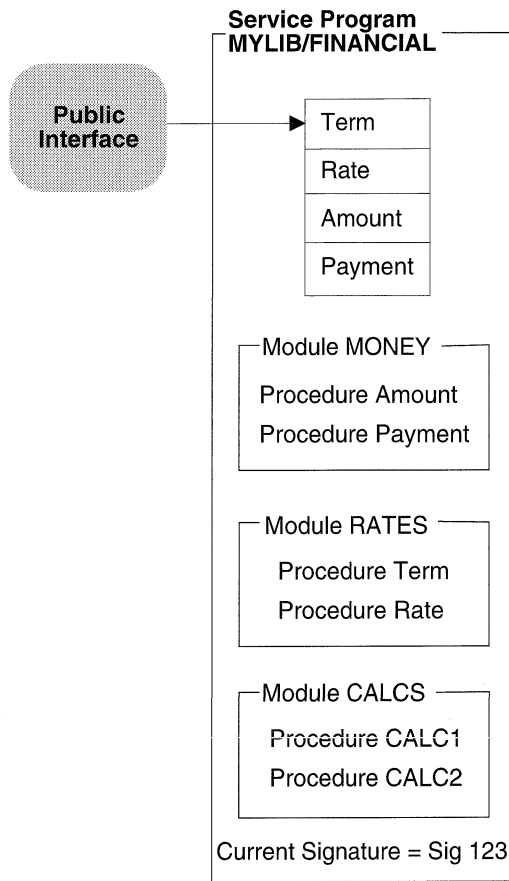 Service Program
MYLIB/FINANCIAL
Public
Interface
Term
Rate
Amount
Payment
Module MONEY
Procedure Amount
Procedure Payment
Module RATES
Procedure Term
Procedure Rate
Module CALCS
Procedure CALC1
Procedure CALC2
Current Signature = Sig 123